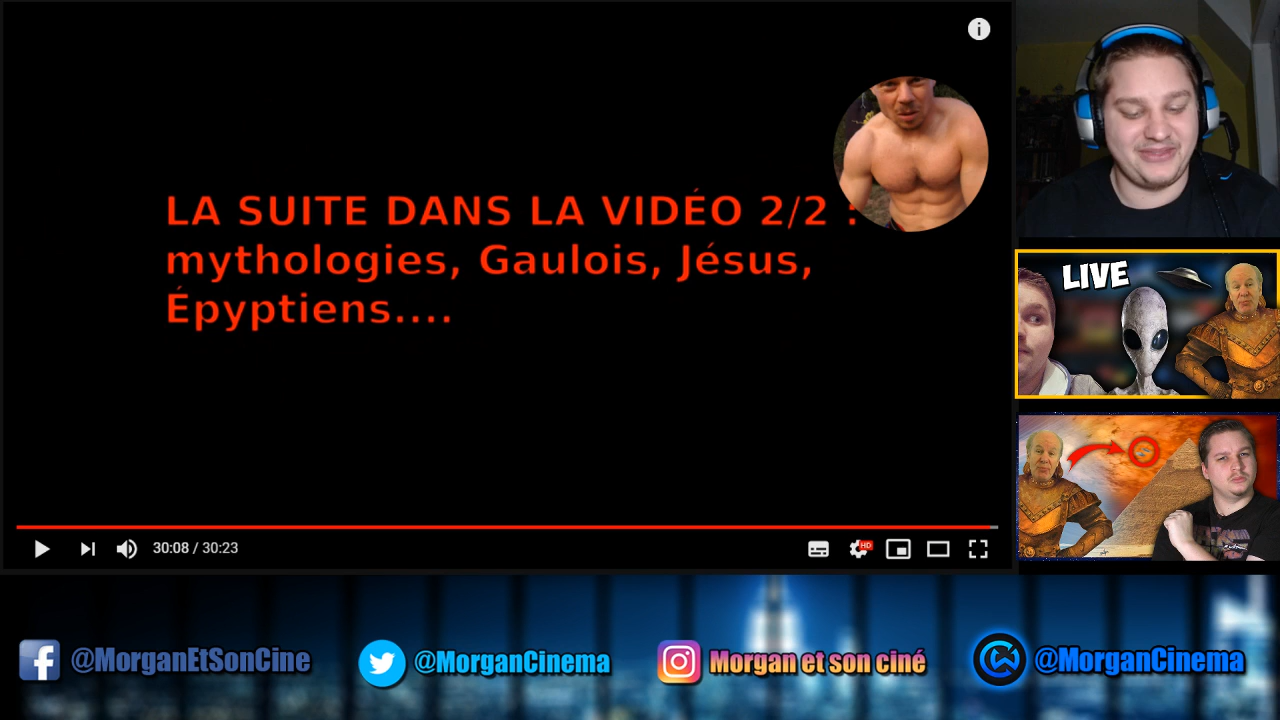 LA SUITE DANS LA VIDÉO 2/2 :
mythologies, Gaulois, Jésus,
Épyptiens....
30:08 / 30:23
HD
LIVE
@MorganEtSonCine
@MorganCinema
Morgan et son ciné
@MorganCinema